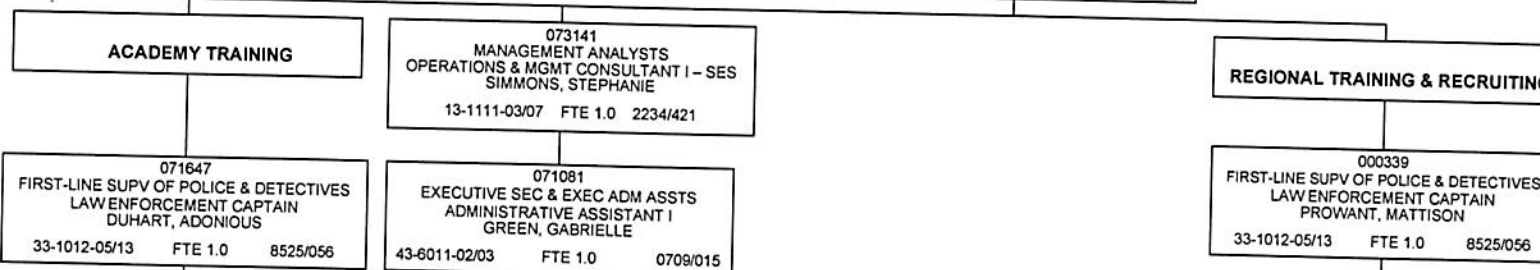 ACADEMY TRAINING
073141
MANAGEMENT ANALYSTS
OPERATIONS & MGMT CONSULTANT I – SES
SIMMONS, STEPHANIE
13-1111-03/07 FTE 1.0 2234/421
REGIONAL TRAINING & RECRUITING
071647
FIRST-LINE SUPV OF POLICE & DETECTIVES
LAW ENFORCEMENT CAPTAIN
DUHART, ADONIOUS
33-1012-05/13 FTE 1.0 8525/056
071081
EXECUTIVE SEC & EXEC ADM ASSTS
ADMINISTRATIVE ASSISTANT I
GREEN, GABRIELLE
43-6011-02/03 FTE 1.0 0709/015
000339
FIRST-LINE SUPV OF POLICE & DETECTIVES
LAW ENFORCEMENT CAPTAIN
PROWANT, MATTISON
33-1012-05/13 FTE 1.0 8525/056